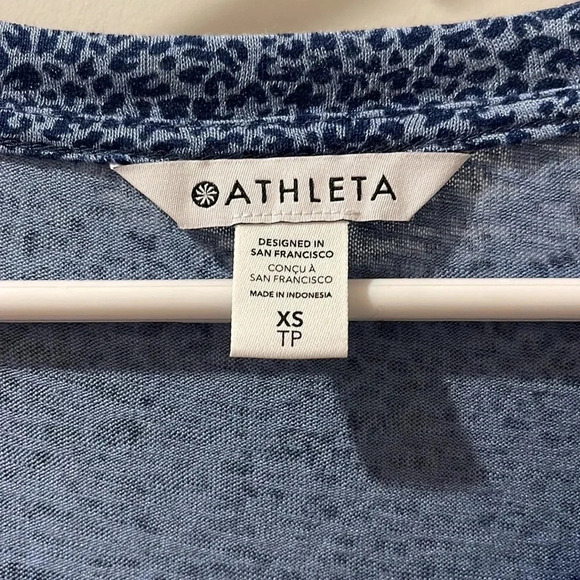 ATHLETA
DESIGNED IN
SAN FRANCISCO
CONÇU À
SAN FRANCISCO
MADE IN INDONESIA
XS
TP